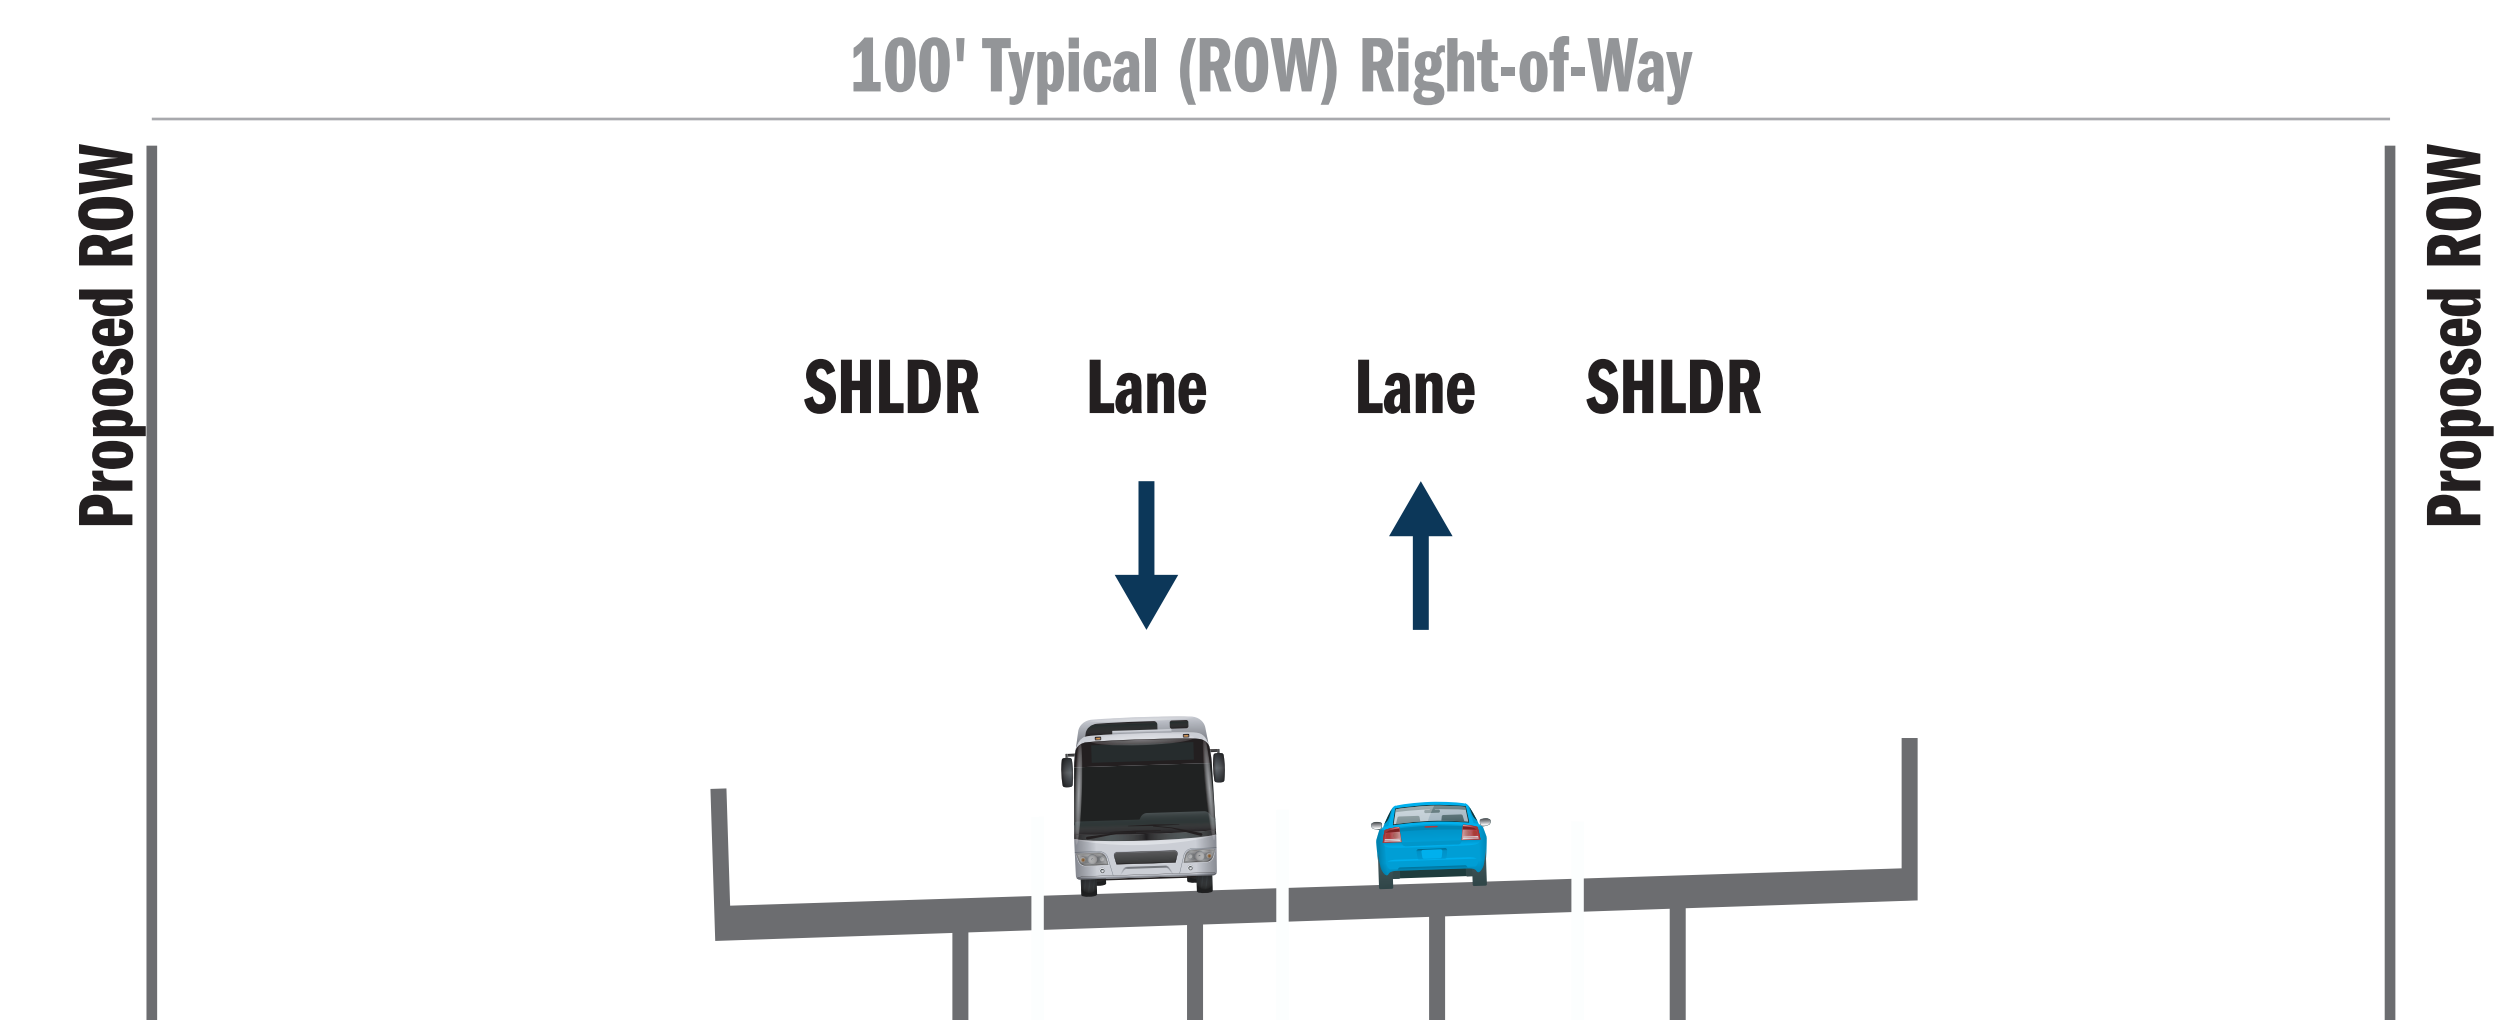 100' Typical (ROW) Right-of-Way
Proposed ROW
SHLDR Lane Lane SHLDR
Proposed ROW